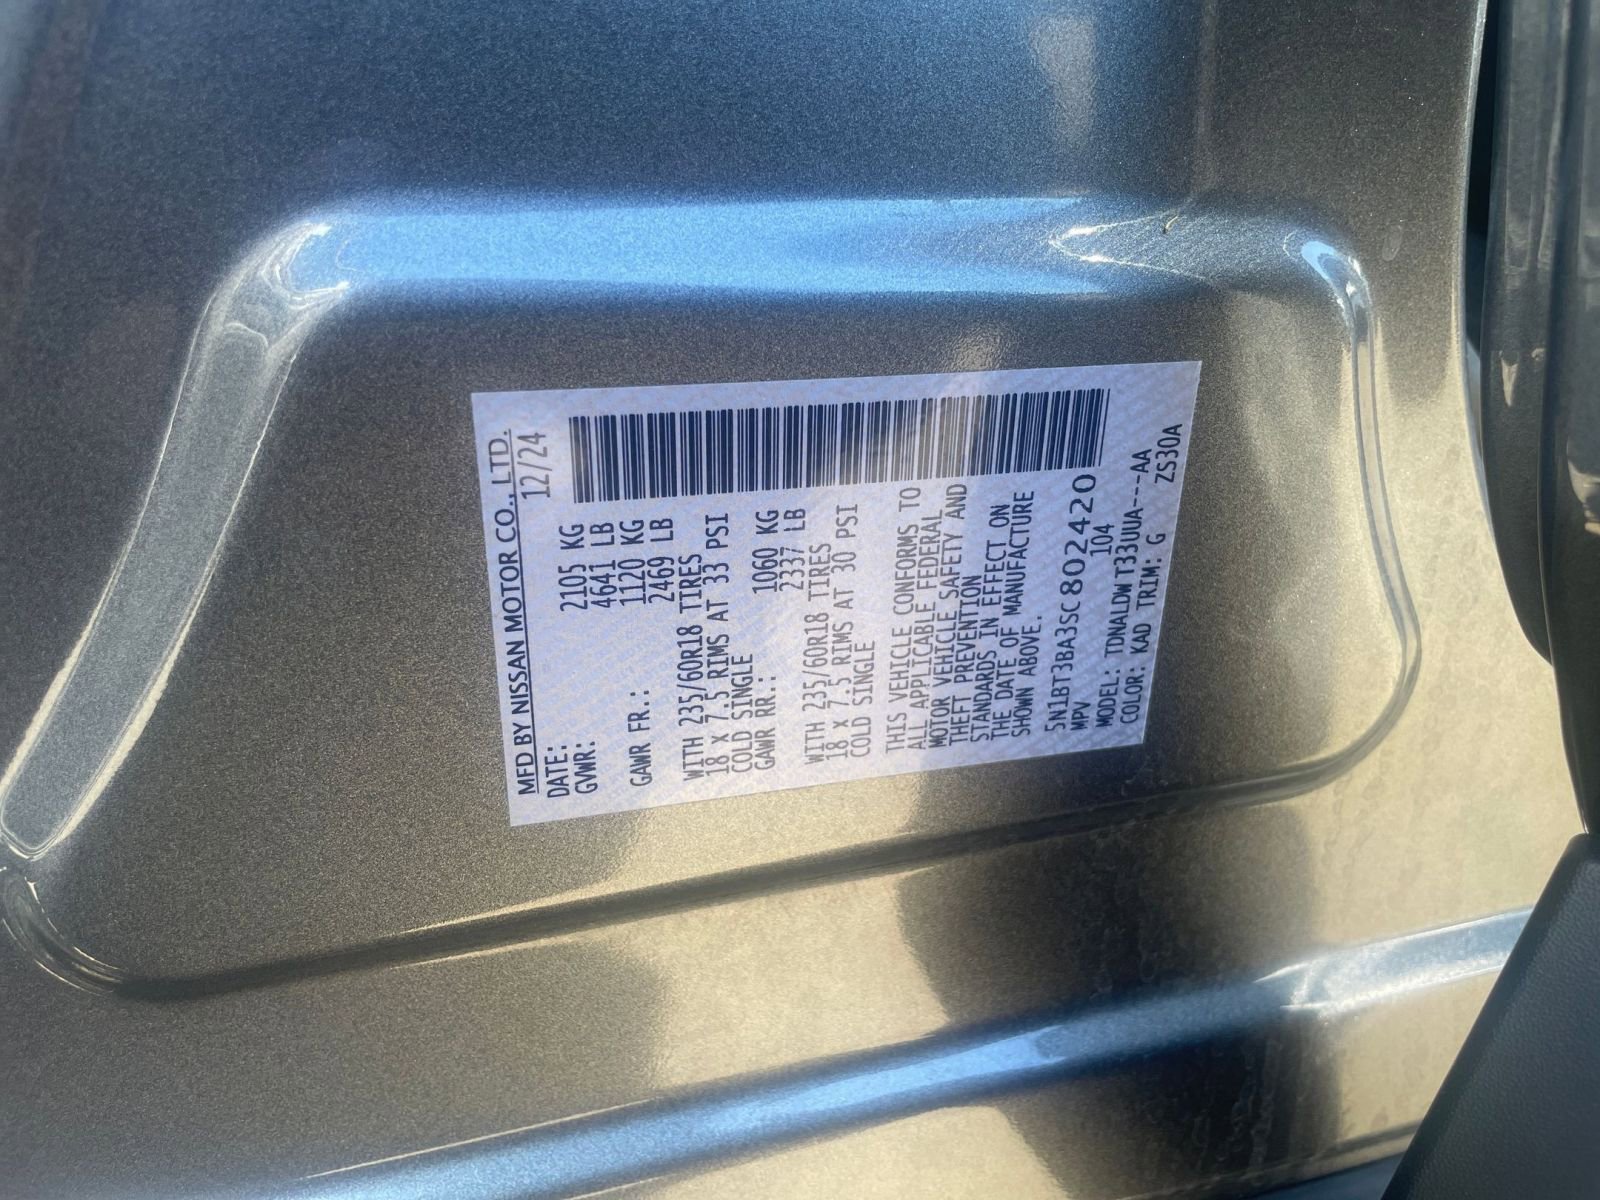 MFD BY NISSAN MOTOR CO., LTD.
DATE: 12/24
GVWR: 2105 KG
4641 LB
GAWR FR.: 1120 KG
2469 LB
WITH 235/60R18 TIRES
18 X 7.5 RIMS AT 33 PSI
COLD SINGLE
GAWR RR.: 1060 KG
2337 LB
WITH 235/60R18 TIRES
18 X 7.5 RIMS AT 30 PSI
COLD SINGLE
THIS VEHICLE CONFORMS TO
ALL APPLICABLE FEDERAL
MOTOR VEHICLE SAFETY AND
THEFT PREVENTION
STANDARDS IN EFFECT ON
THE DATE OF MANUFACTURE
SHOWN ABOVE.
5N1BT3BA3SC802420
MPV 104
MODEL: TDNALDWT33UUA---AA
COLOR: KAD TRIM: G ZS30A